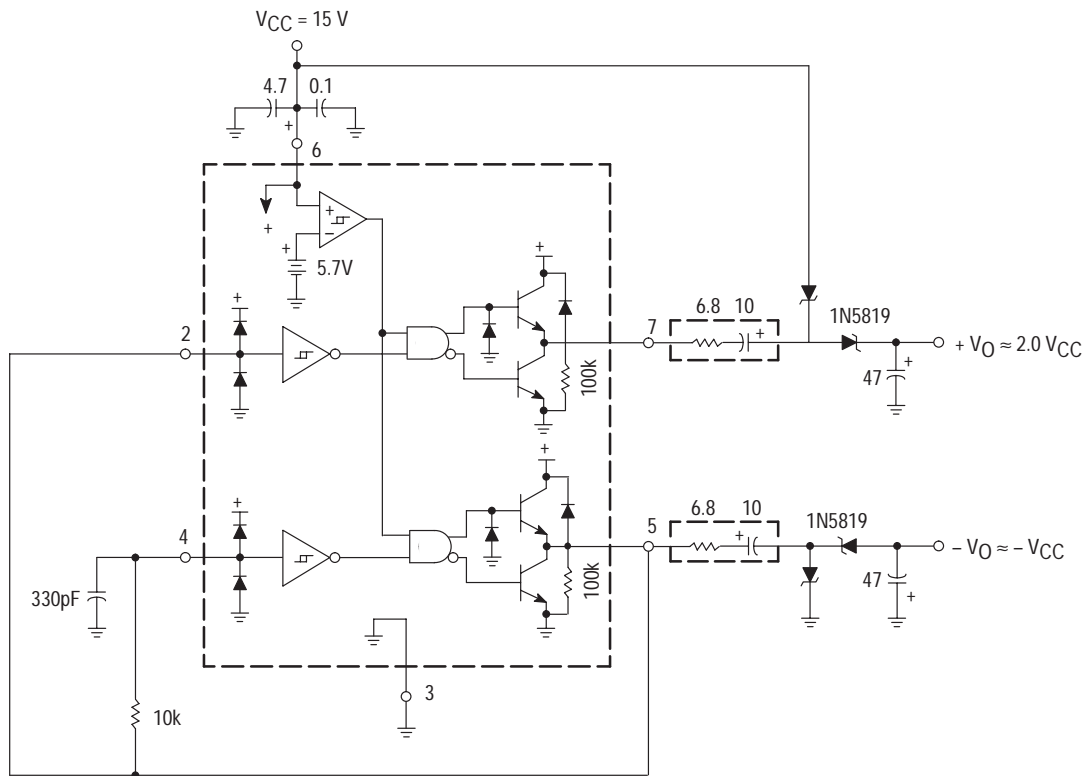 VCC = 15 V
4.7
0.1
+
6
+
+
−
+
5.7V
+
+
2
7
6.8
10
+
1N5819
+ VO ≈ 2.0 VCC
47
+
100k
+
+
4
5
6.8
10
+
1N5819
− VO ≈ − VCC
47
+
330pF
100k
3
10k